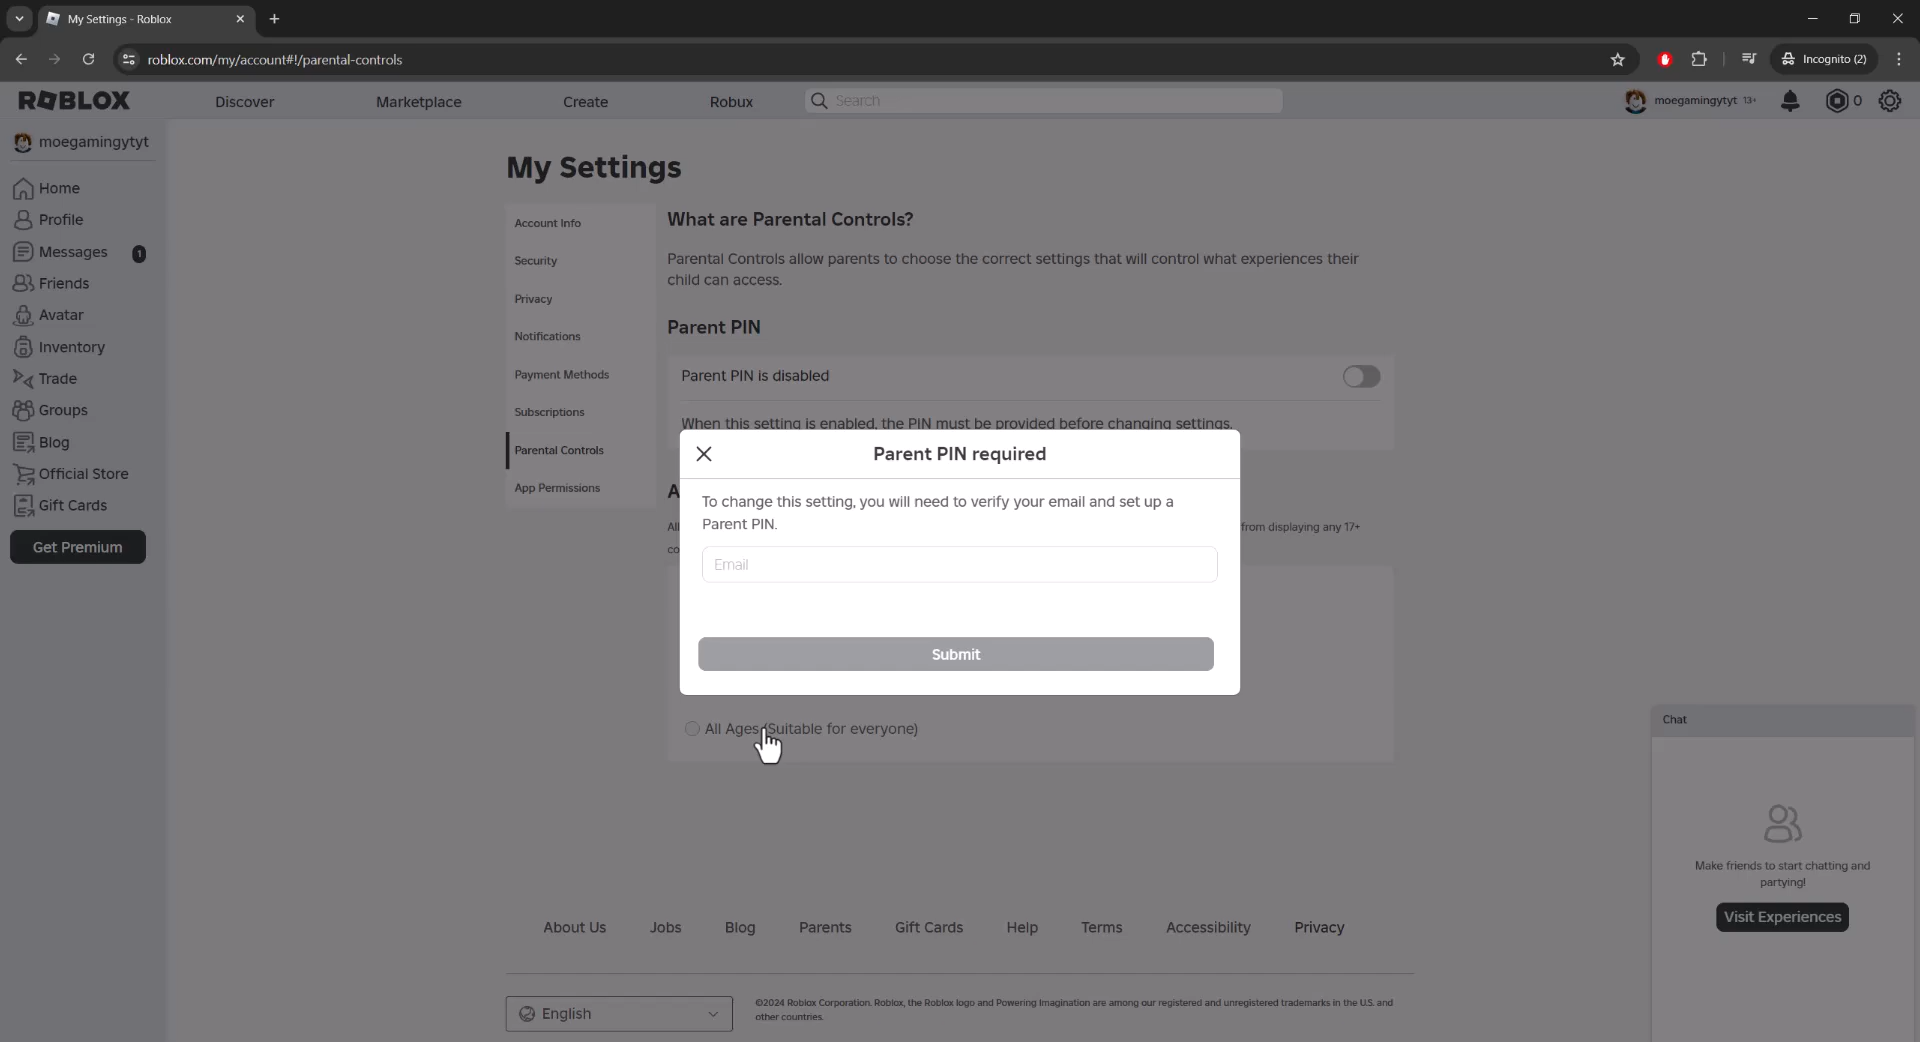 My Settings - Roblox
roblox.com/my/account#!/parental-controls
Incognito (2)
ROBLOX
Discover
Marketplace
Create
Robux
Search
moegamingytyt 13+
0
moegamingytyt
Home
Profile
Messages
1
Friends
Avatar
Inventory
Trade
Groups
Blog
Official Store
Gift Cards
Get Premium
My Settings
Account Info
Security
Privacy
Notifications
Payment Methods
Subscriptions
Parental Controls
App Permissions
What are Parental Controls?
Parental Controls allow parents to choose the correct settings that will control what experiences their
child can access.
Parent PIN
Parent PIN is disabled
When this setting is enabled, the PIN must be provided before changing settings.
A
All
from displaying any 17+
co
Parent PIN required
To change this setting, you will need to verify your email and set up a
Parent PIN.
Email
Submit
All Ages (Suitable for everyone)
Chat
Make friends to start chatting and
partying!
Visit Experiences
About Us
Jobs
Blog
Parents
Gift Cards
Help
Terms
Accessibility
Privacy
English
©2024 Roblox Corporation. Roblox, the Roblox logo and Powering Imagination are among our registered and unregistered trademarks in the U.S. and
other countries.